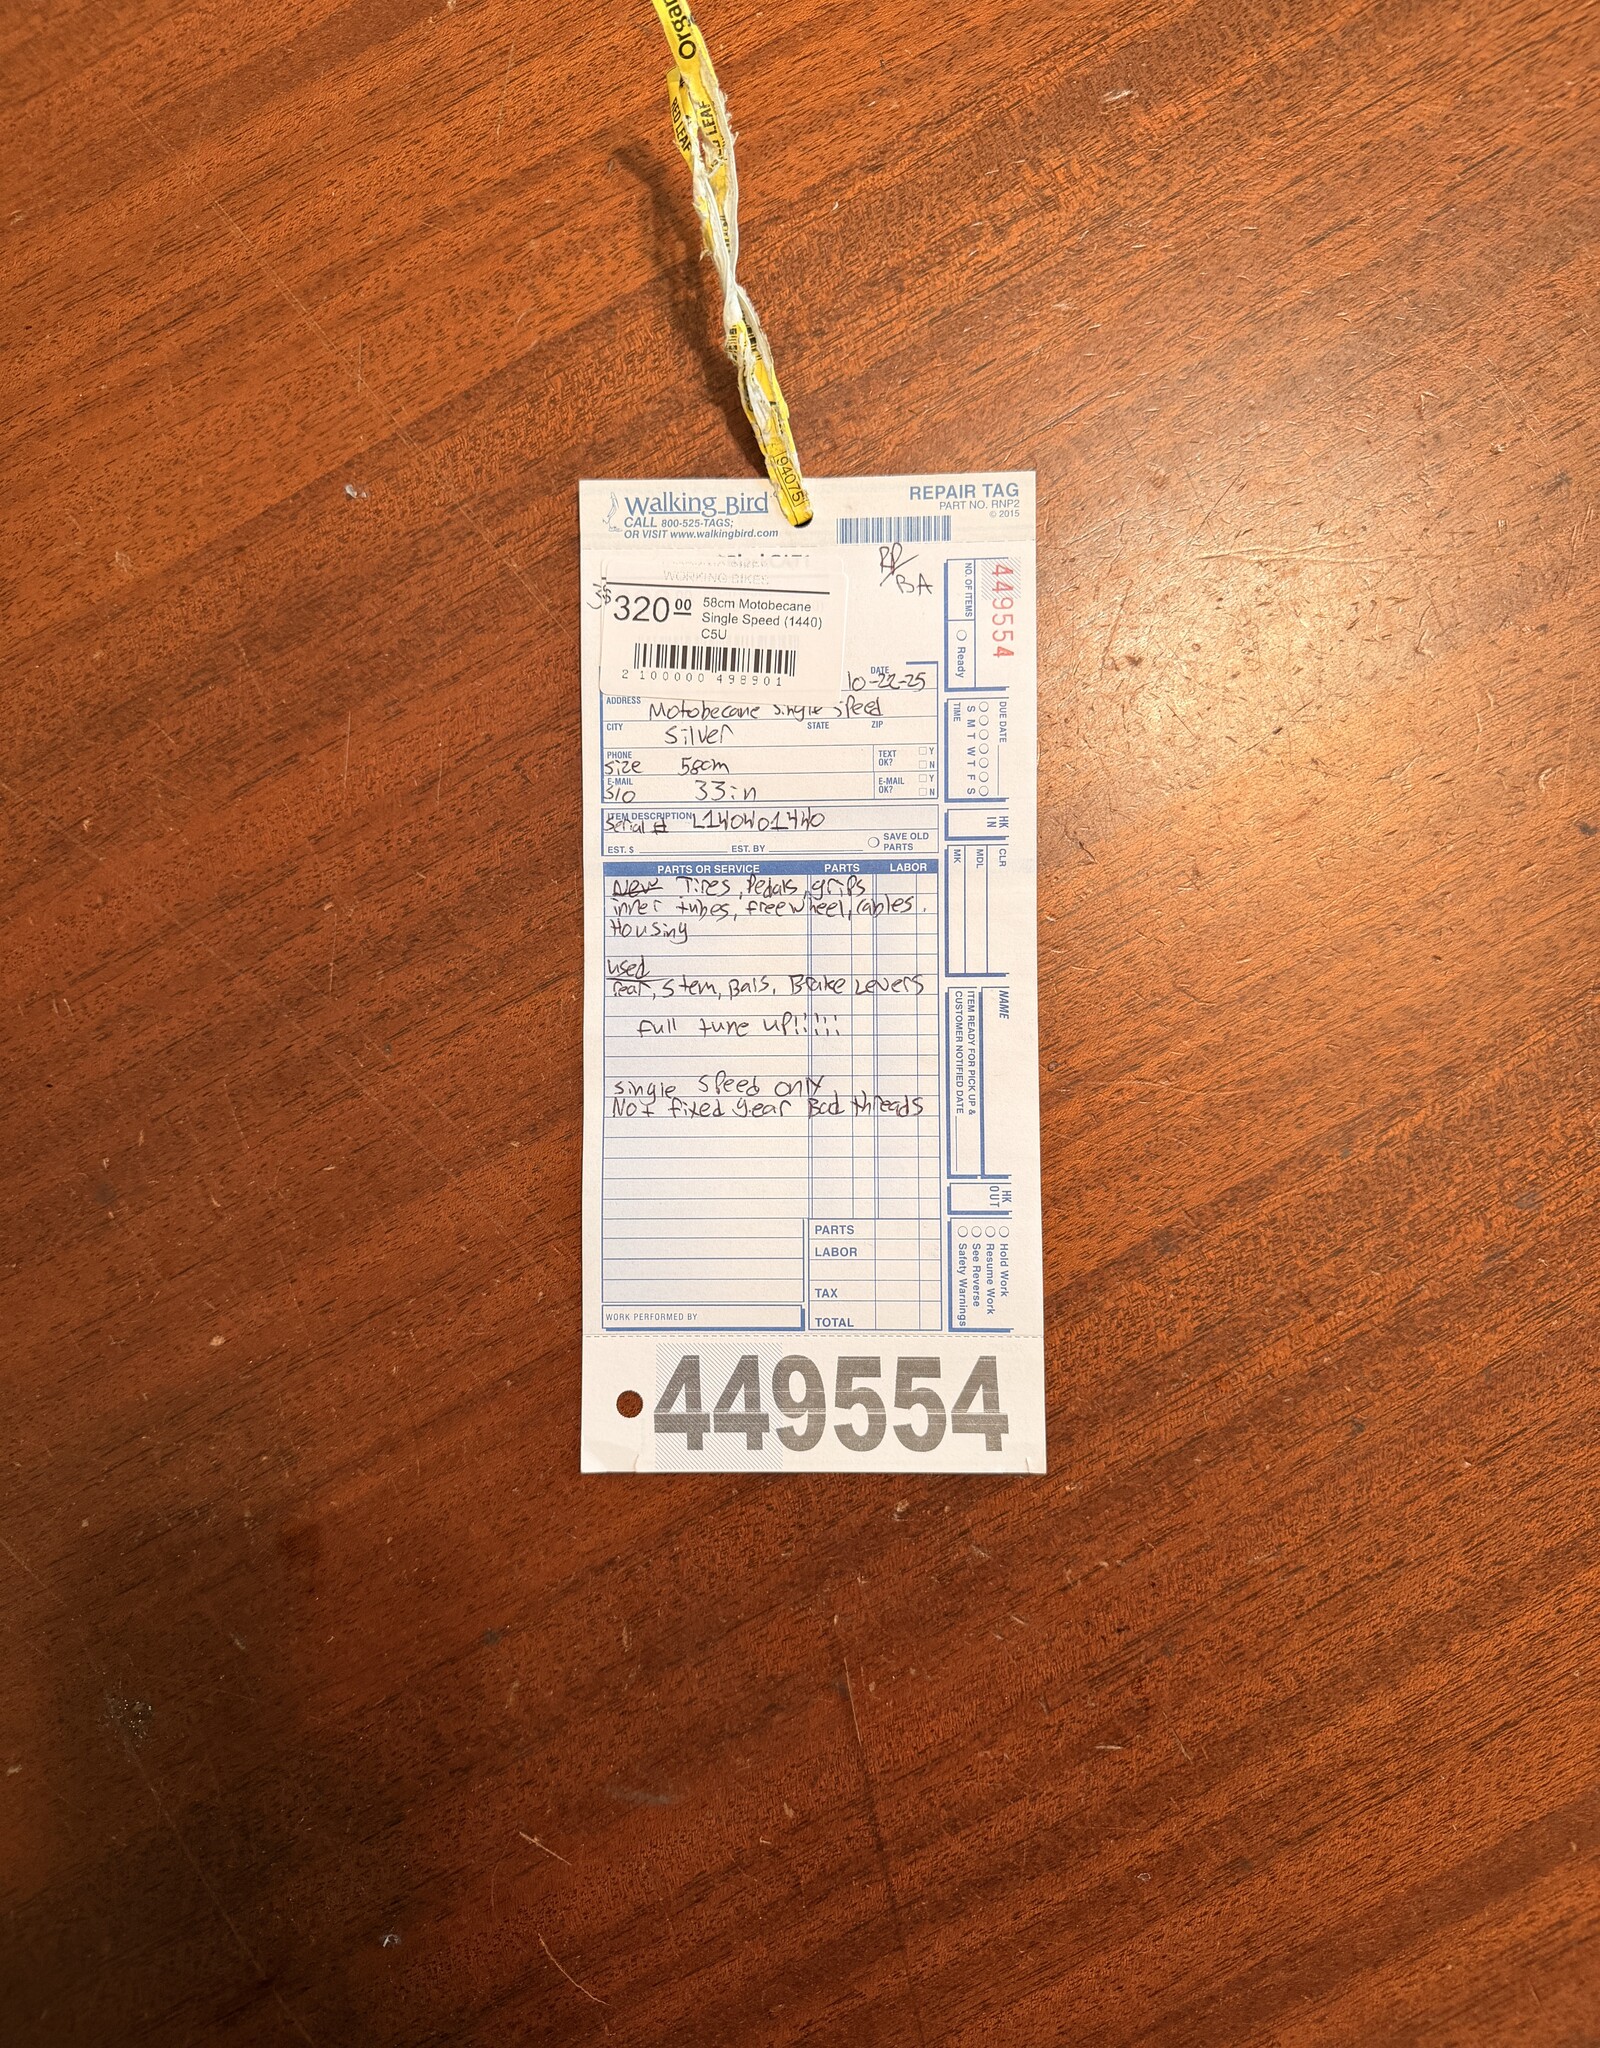 Orga
RED LEAF
LEAF
94075
Walking Bird
CALL 800-525-TAGS;
OR VISIT www.walkingbird.com
REPAIR TAG
PART NO. RNP2
© 2015
BA
WORKING BIKES
$320.00
58cm Motobecane
Single Speed (1440)
C5U
2 100000 498901
DATE
10-22-25
ADDRESS
Motobecane single speed
CITY STATE ZIP
Silver
PHONE
size 58cm
TEXT OK? Y N
E-MAIL
S/O 33in
E-MAIL OK? Y N
ITEM DESCRIPTION
Serial # L140401440
EST. $ EST. BY
SAVE OLD PARTS
PARTS OR SERVICE PARTS LABOR
New Tires, Pedals, grips
inner tubes, freewheel, cables,
Housing
used
Stem, Bars, Brake Levers
full tune up!!!!!
single speed only
Not fixed gear Bad threads
PARTS
LABOR
TAX
TOTAL
WORK PERFORMED BY
449554
NO. OF ITEMS
Ready
DUE DATE
S M T W T F S
TIME
HK IN
CLR
MDL
MK
NAME
ITEM READY FOR PICK UP &
CUSTOMER NOTIFIED DATE
HK OUT
Hold Work
Resume Work
See Reverse
Safety Warnings
449554